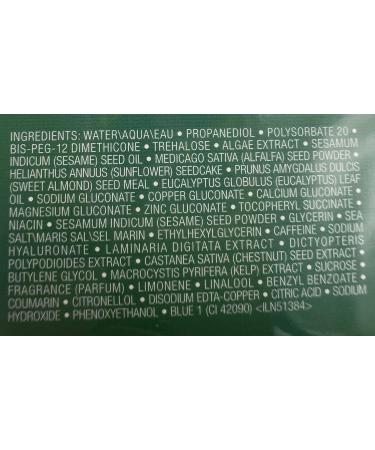 INGREDIENTS: WATER\AQUA\EAU • PROPANEDIOL • POLYSORBATE 20 •
BIS-PEG-12 DIMETHICONE • TREHALOSE • ALGAE EXTRACT • SESAMUM
INDICUM (SESAME) SEED OIL • MEDICAGO SATIVA (ALFALFA) SEED POWDER •
HELIANTHUS ANNUUS (SUNFLOWER) SEEDCAKE • PRUNUS AMYGDALUS DULCIS
(SWEET ALMOND) SEED MEAL • EUCALYPTUS GLOBULUS (EUCALYPTUS) LEAF
OIL • SODIUM GLUCONATE • COPPER GLUCONATE • CALCIUM GLUCONATE •
MAGNESIUM GLUCONATE • ZINC GLUCONATE • TOCOPHERYL SUCCINATE •
NIACIN • SESAMUM INDICUM (SESAME) SEED POWDER • GLYCERIN • SEA
SALT\MARIS SAL\SEL MARIN • ETHYLHEXYLGLYCERIN • CAFFEINE • SODIUM
HYALURONATE • LAMINARIA DIGITATA EXTRACT • DICTYOPTERIS
POLYPODIOIDES EXTRACT • CASTANEA SATIVA (CHESTNUT) SEED EXTRACT •
BUTYLENE GLYCOL • MACROCYSTIS PYRIFERA (KELP) EXTRACT • SUCROSE •
FRAGRANCE (PARFUM) • LIMONENE • LINALOOL • BENZYL BENZOATE •
COUMARIN • CITRONELLOL • DISODIUM EDTA-COPPER • CITRIC ACID • SODIUM
HYDROXIDE • PHENOXYETHANOL • BLUE 1 (CI 42090) <ILN51384>